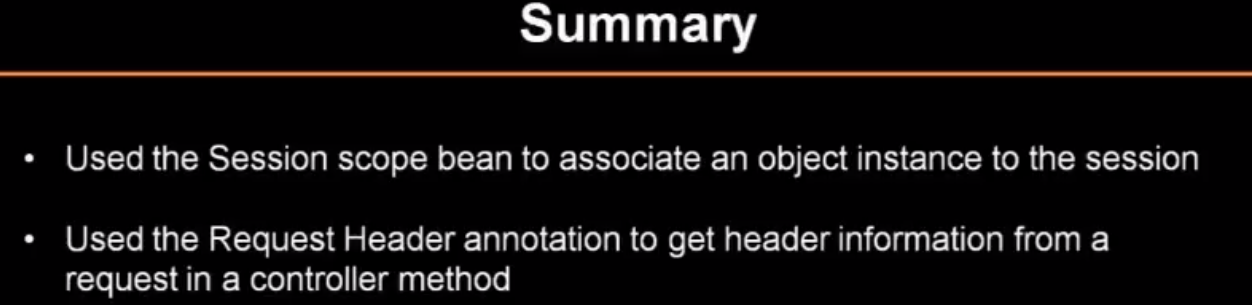 Summary
• Used the Session scope bean to associate an object instance to the session
• Used the Request Header annotation to get header information from a
request in a controller method